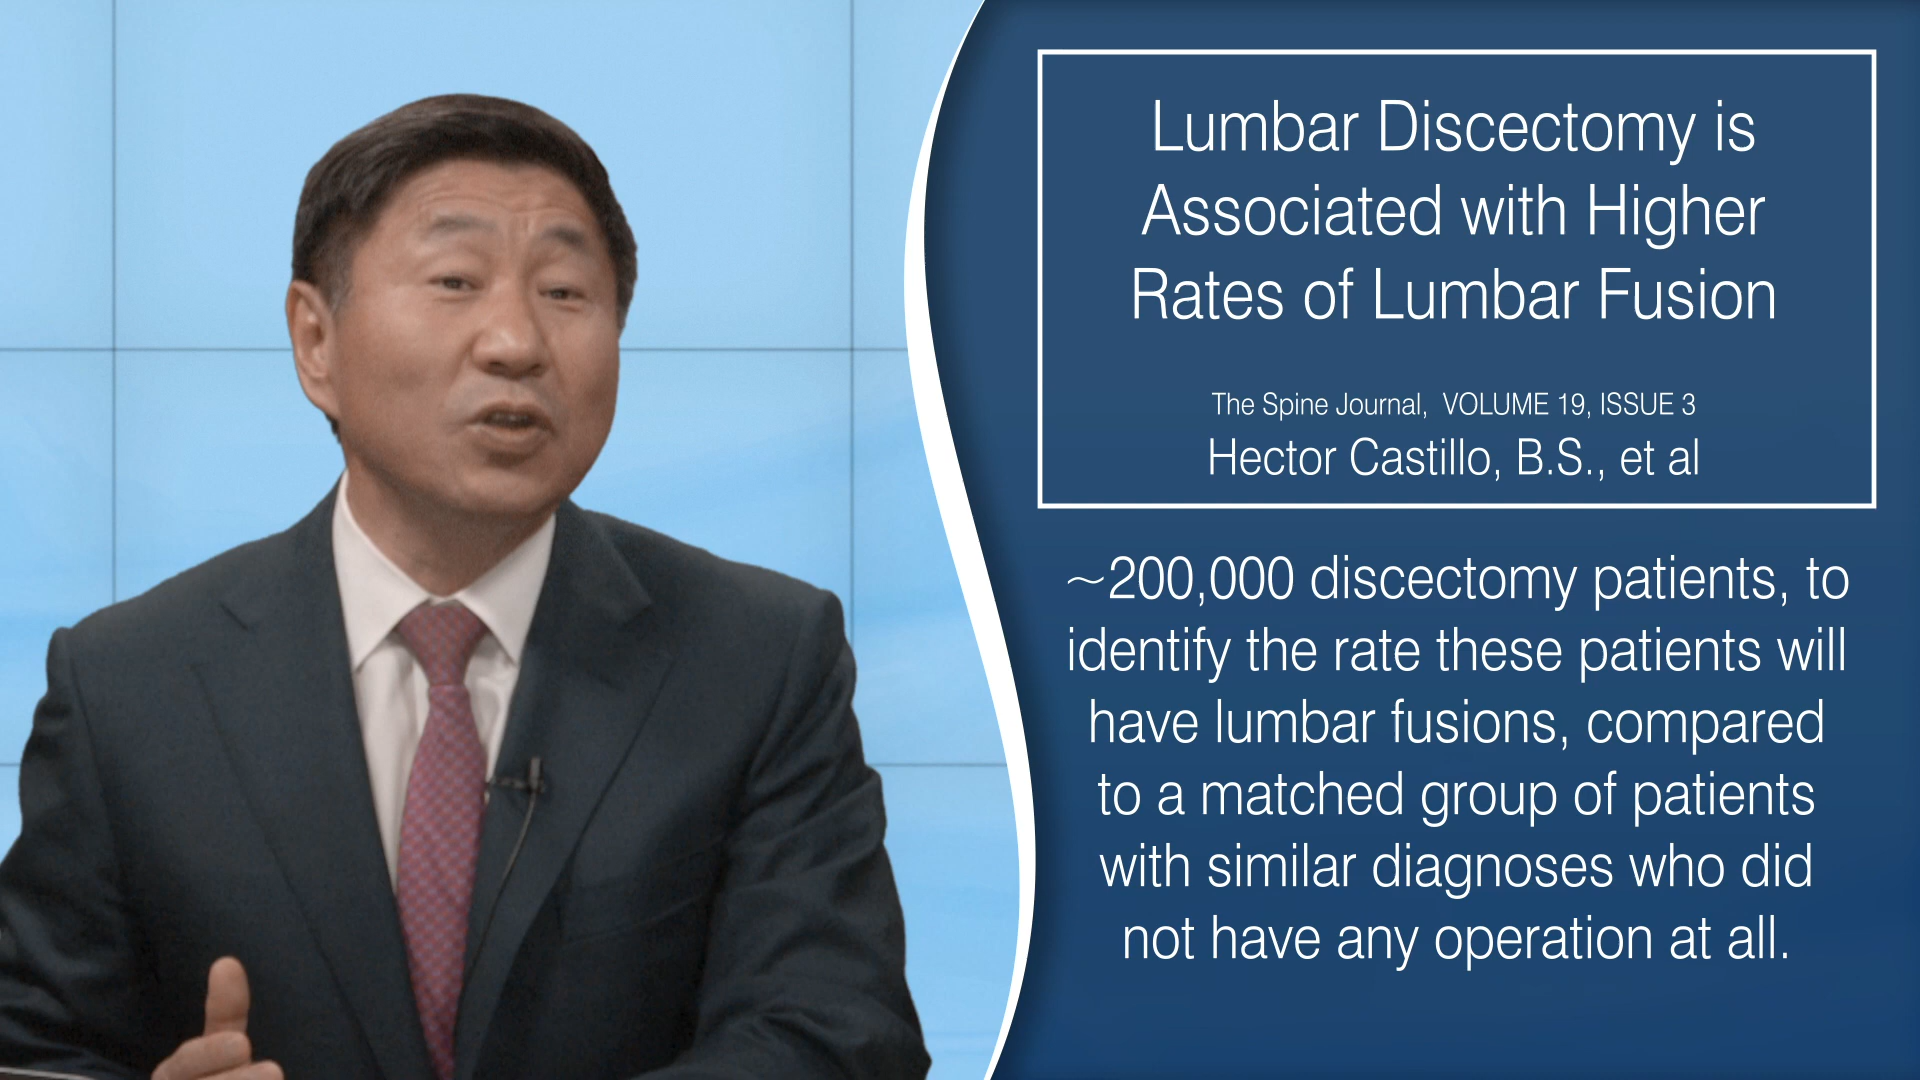 Lumbar Discectomy is
Associated with Higher
Rates of Lumbar Fusion
The Spine Journal, VOLUME 19, ISSUE 3
Hector Castillo, B.S., et al
~200,000 discectomy patients, to
identify the rate these patients will
have lumbar fusions, compared
to a matched group of patients
with similar diagnoses who did
not have any operation at all.